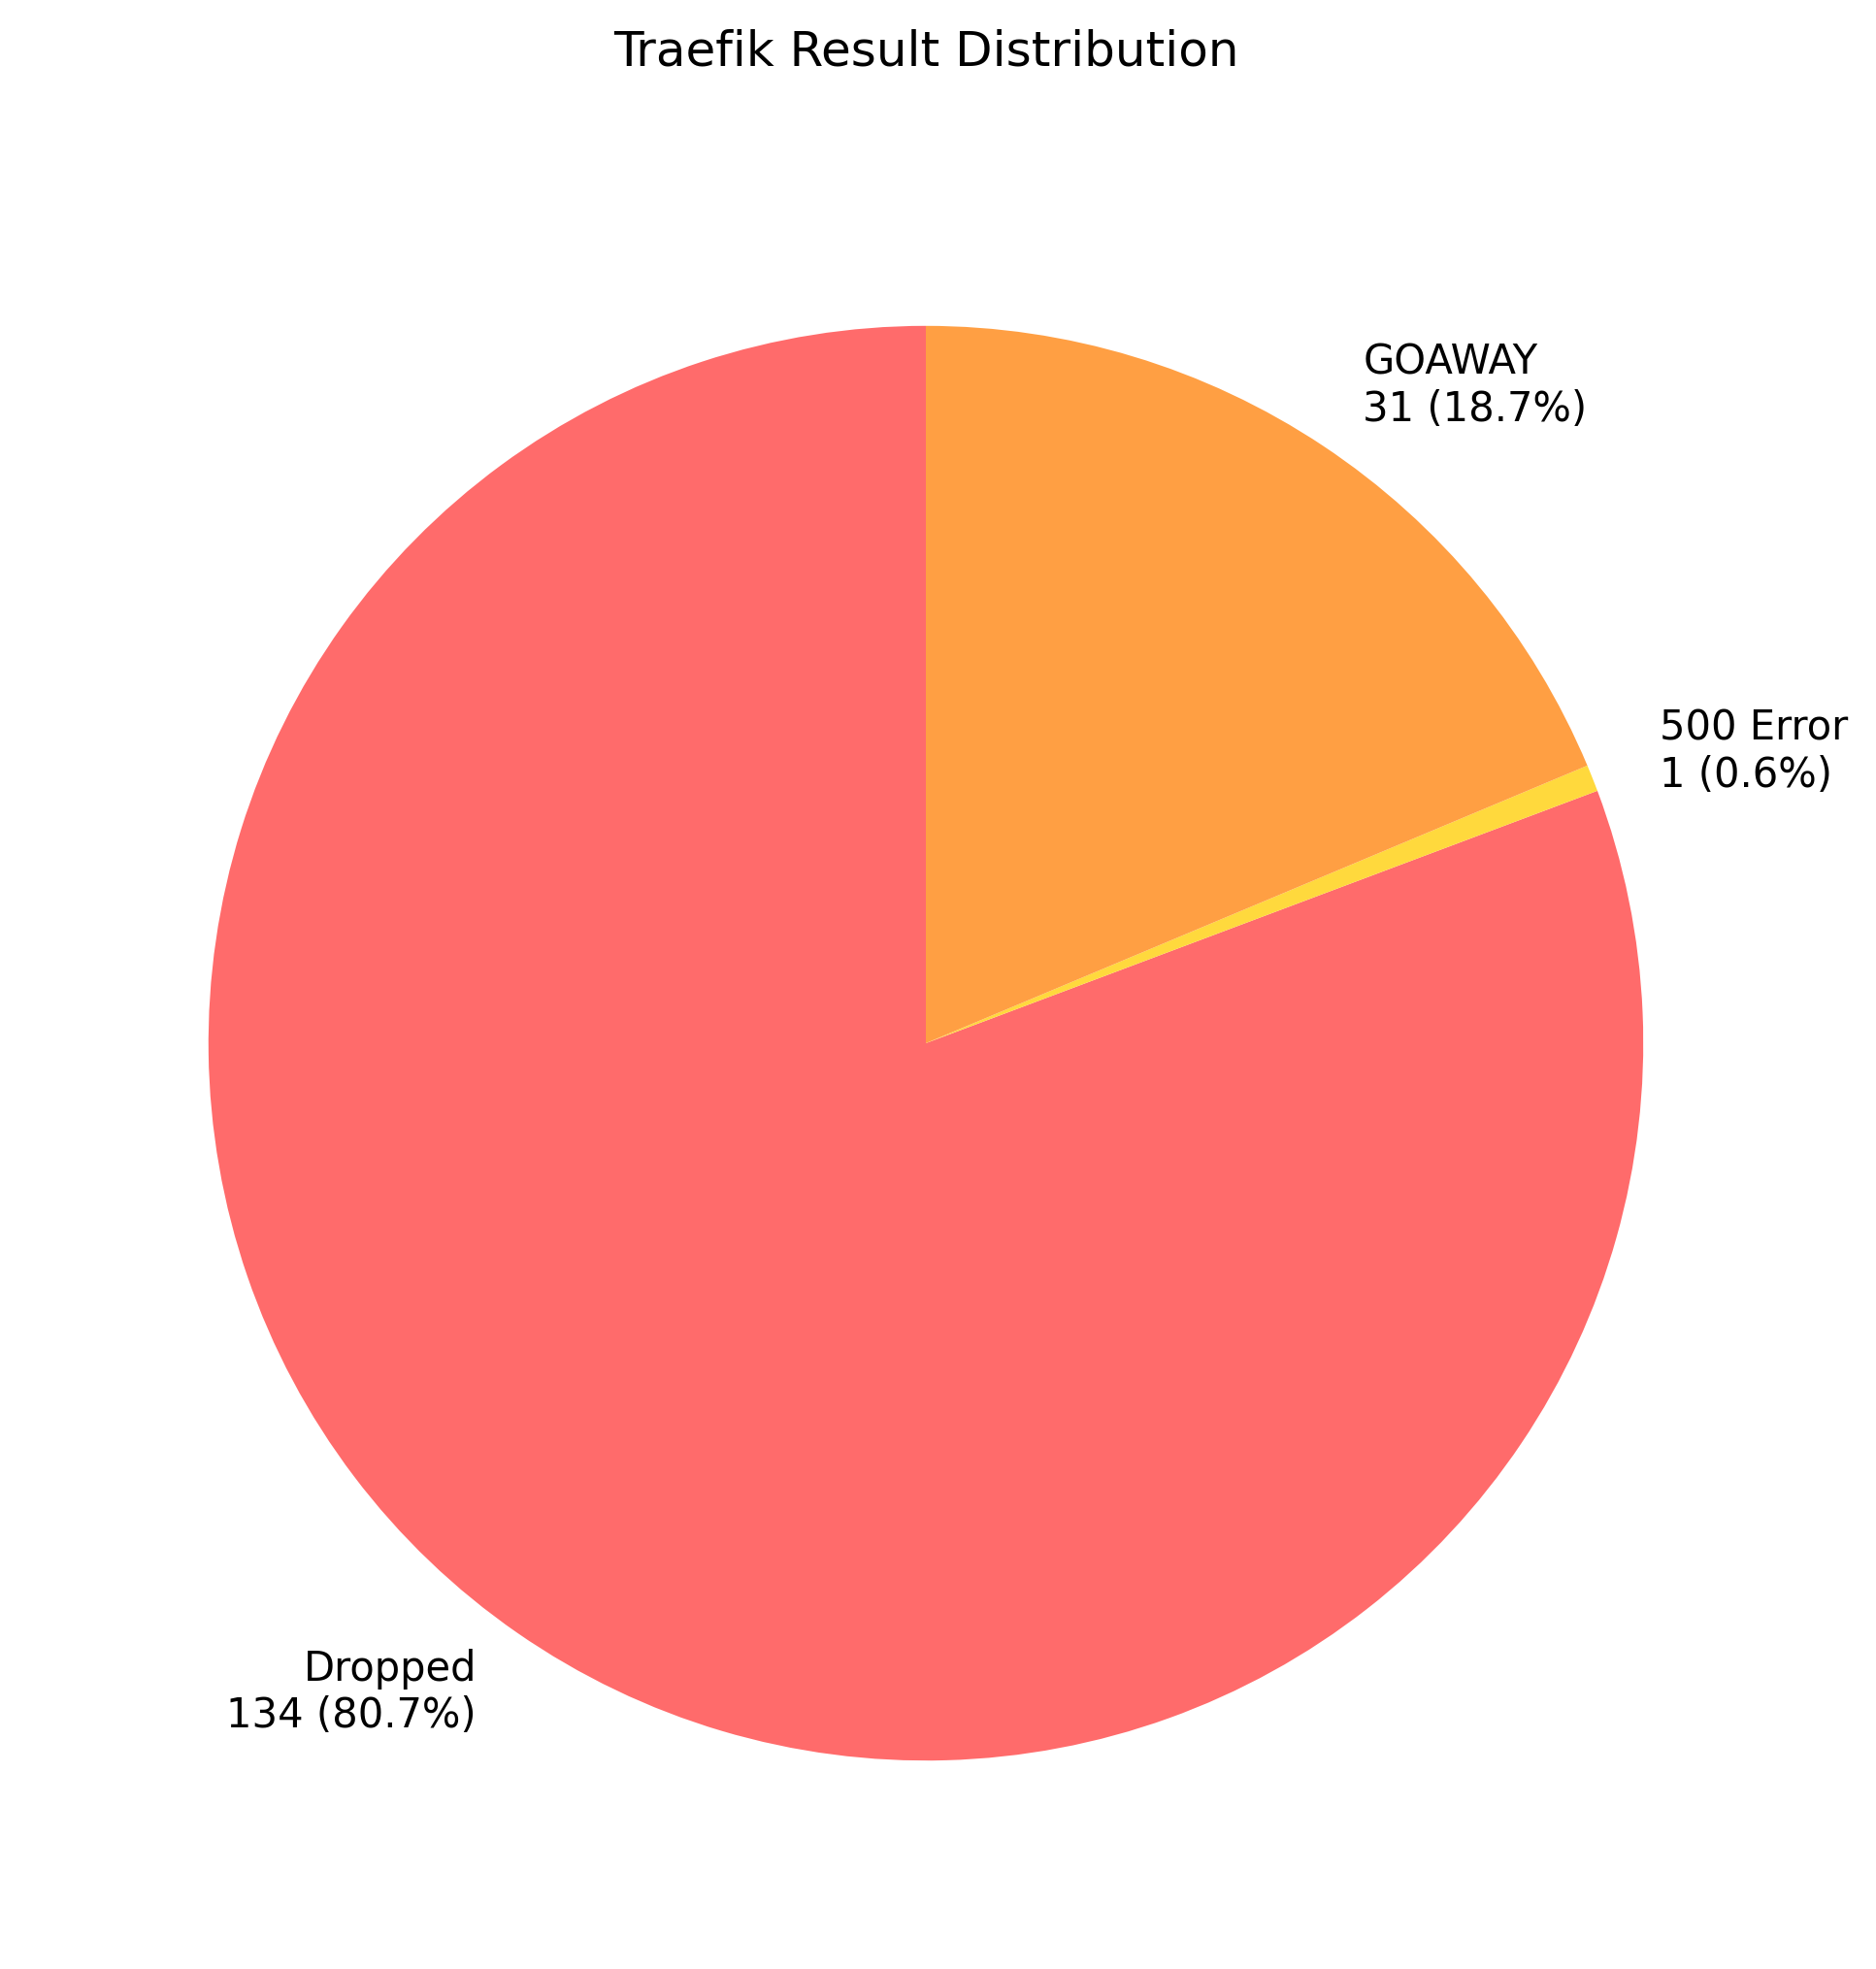 Traefik Result Distribution
GOAWAY
31 (18.7%)
500 Error
1 (0.6%)
Dropped
134 (80.7%)